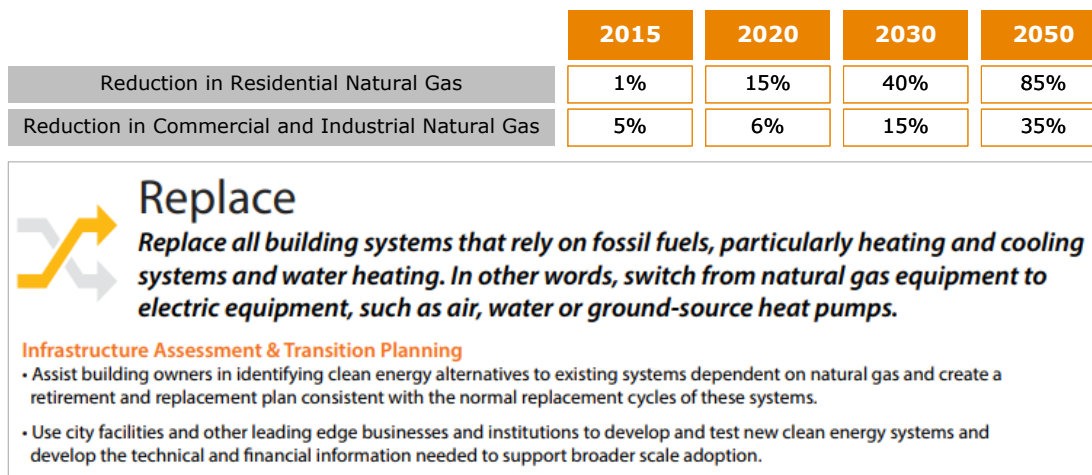 2015 2020 2030 2050
Reduction in Residential Natural Gas 1% 15% 40% 85%
Reduction in Commercial and Industrial Natural Gas 5% 6% 15% 35%
Replace
Replace all building systems that rely on fossil fuels, particularly heating and cooling
systems and water heating. In other words, switch from natural gas equipment to
electric equipment, such as air, water or ground-source heat pumps.
Infrastructure Assessment & Transition Planning
• Assist building owners in identifying clean energy alternatives to existing systems dependent on natural gas and create a
retirement and replacement plan consistent with the normal replacement cycles of these systems.
• Use city facilities and other leading edge businesses and institutions to develop and test new clean energy systems and
develop the technical and financial information needed to support broader scale adoption.